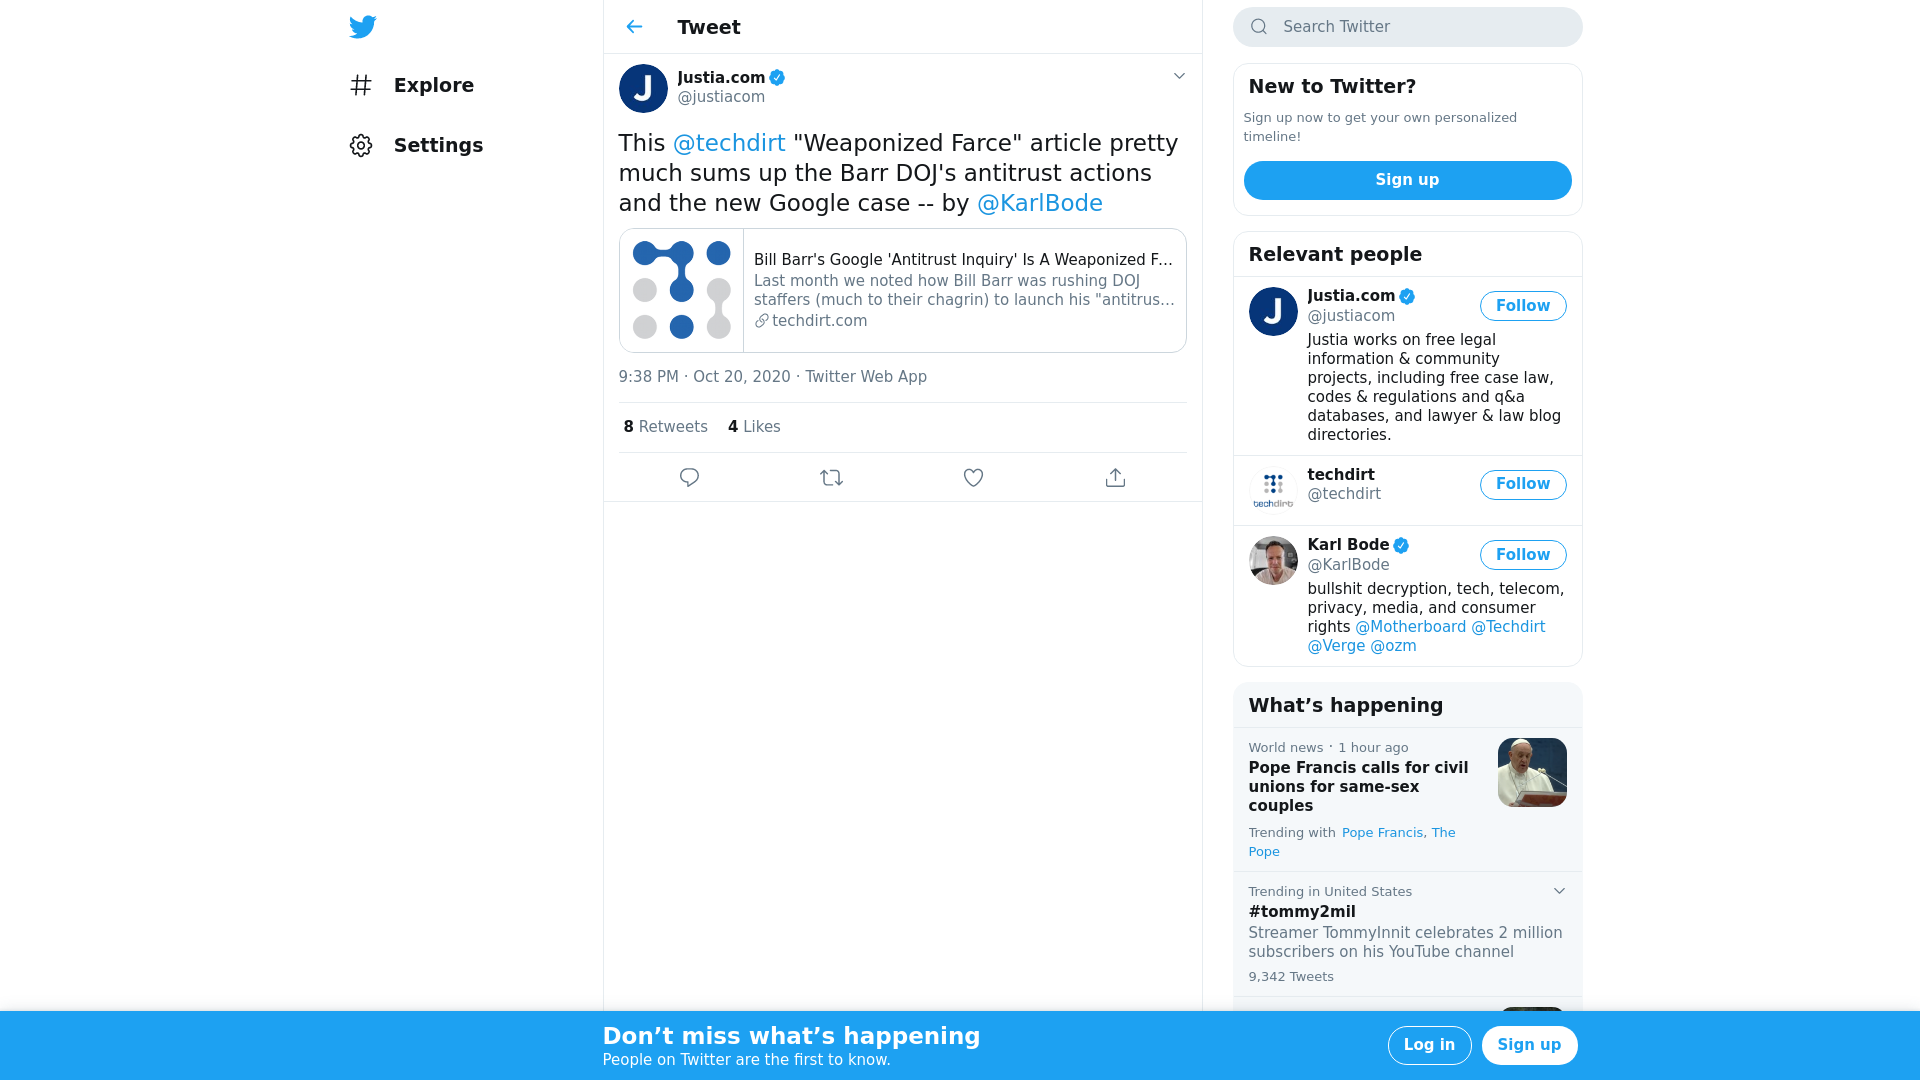 Explore
Settings
Tweet
Justia.com
@justiacom
This @techdirt "Weaponized Farce" article pretty
much sums up the Barr DOJ's antitrust actions
and the new Google case -- by @KarlBode
Bill Barr's Google 'Antitrust Inquiry' Is A Weaponized F…
Last month we noted how Bill Barr was rushing DOJ
staffers (much to their chagrin) to launch his "antitrus…
techdirt.com
9:38 PM · Oct 20, 2020 · Twitter Web App
8 Retweets 4 Likes
Search Twitter
New to Twitter?
Sign up now to get your own personalized
timeline!
Sign up
Relevant people
Justia.com
@justiacom
Follow
Justia works on free legal
information & community
projects, including free case law,
codes & regulations and q&a
databases, and lawyer & law blog
directories.
techdirt
techdirt
@techdirt
Follow
Karl Bode
@KarlBode
Follow
bullshit decryption, tech, telecom,
privacy, media, and consumer
rights @Motherboard @Techdirt
@Verge @ozm
What’s happening
World news · 1 hour ago
Pope Francis calls for civil
unions for same-sex
couples
Trending with Pope Francis, The
Pope
Trending in United States
#tommy2mil
Streamer TommyInnit celebrates 2 million
subscribers on his YouTube channel
9,342 Tweets
Don’t miss what’s happening
People on Twitter are the first to know.
Log in
Sign up